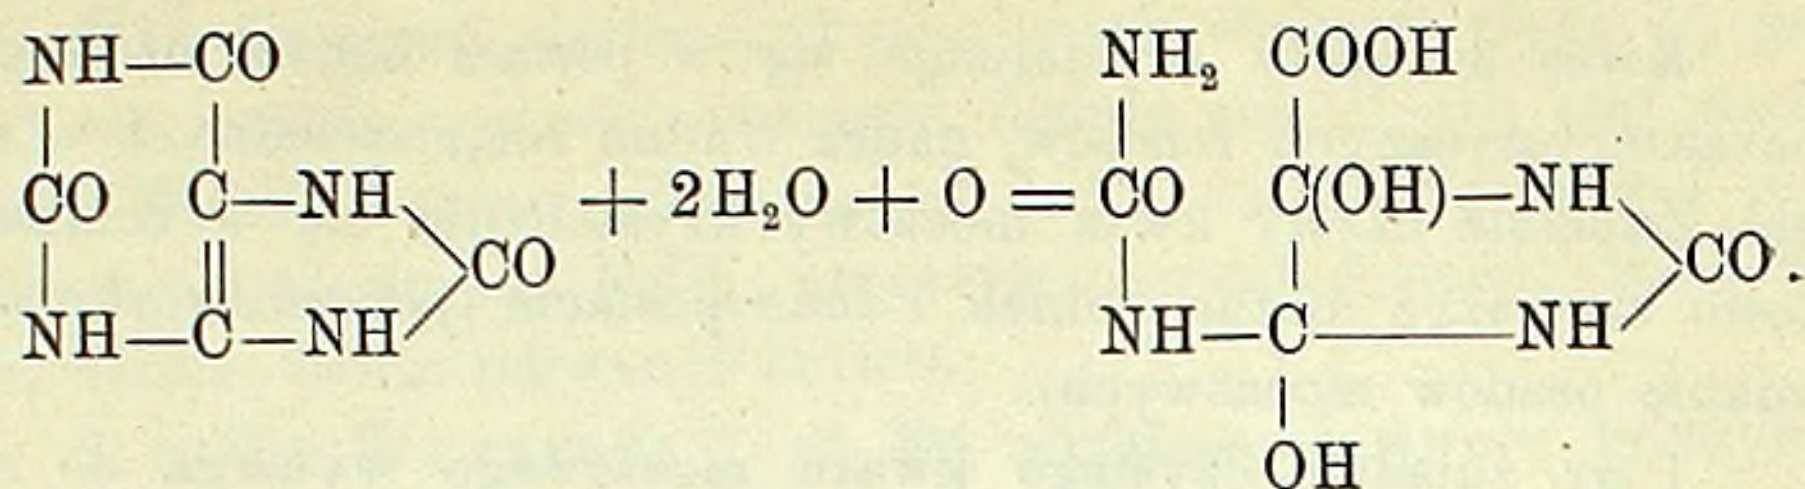 NH—CO NH₂ COOH
CO C—NH CO + 2H₂O + O = CO C(OH)—NH CO.
NH—C—NH NH—C—NH
OH